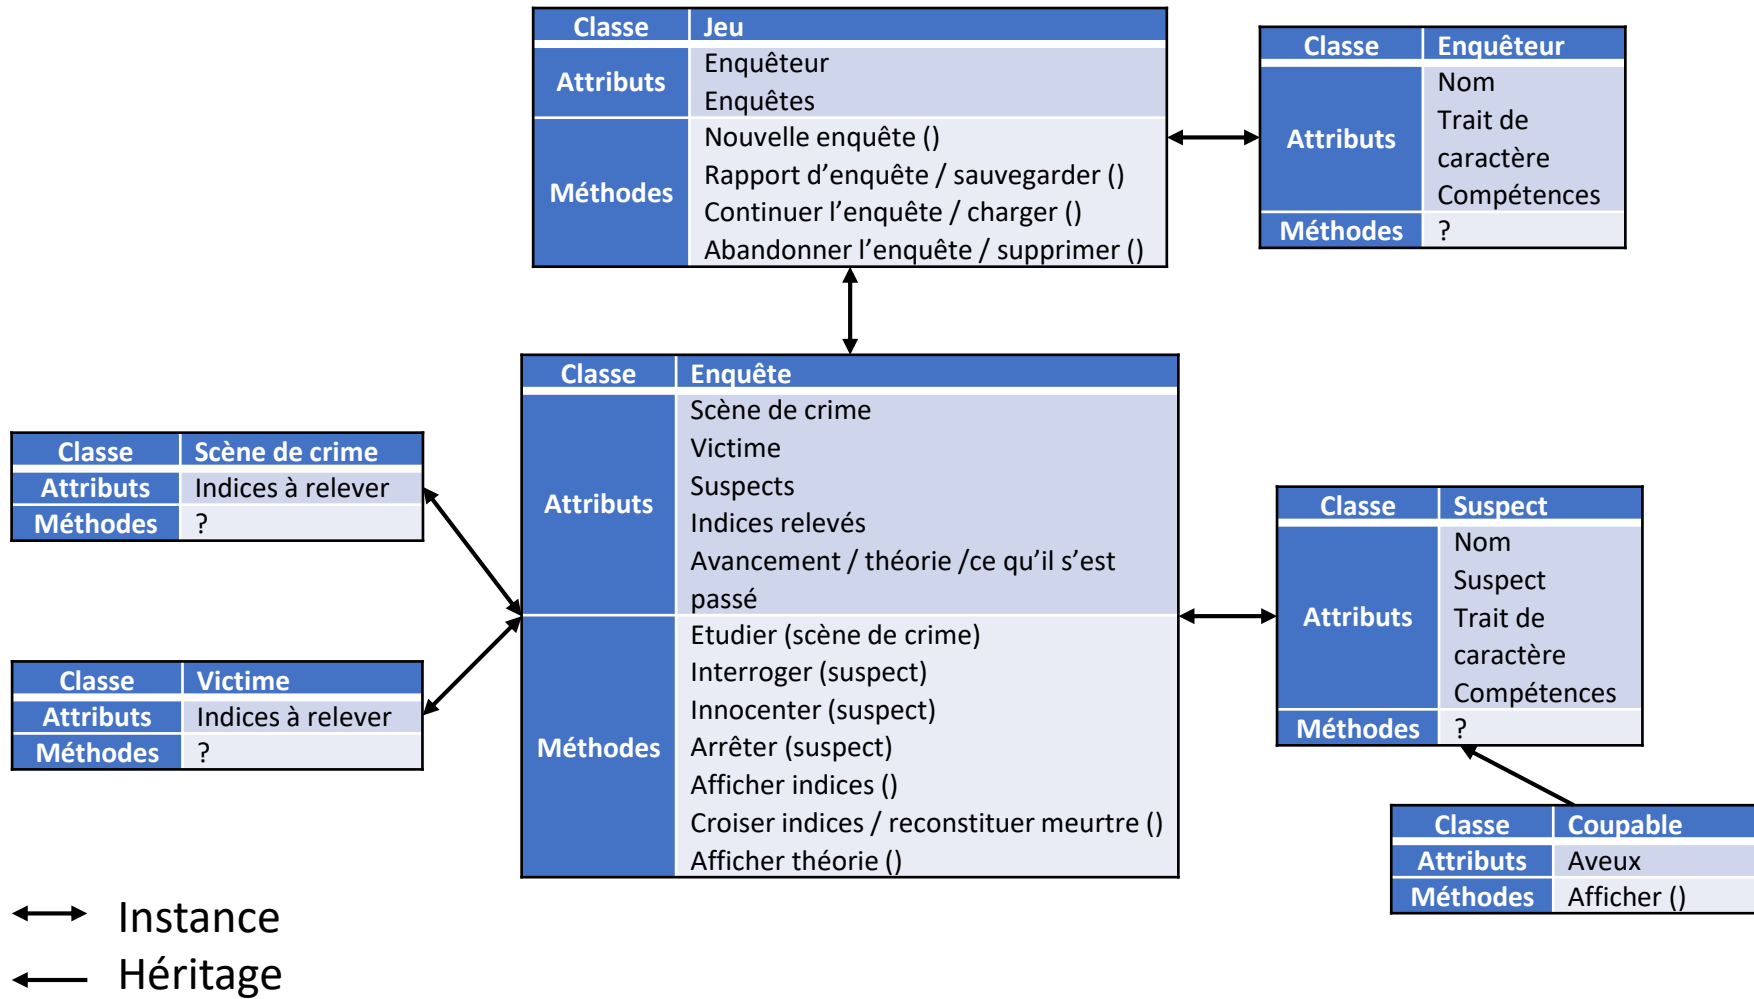 Classe Jeu
Attributs Enquêteur
Enquêtes
Méthodes Nouvelle enquête ()
Rapport d’enquête / sauvegarder ()
Continuer l’enquête / charger ()
Abandonner l’enquête / supprimer ()
Classe Enquêteur
Attributs Nom
Trait de
caractère
Compétences
Méthodes ?
Classe Enquête
Attributs Scène de crime
Victime
Suspects
Indices relevés
Avancement / théorie /ce qu’il s’est
passé
Méthodes Etudier (scène de crime)
Interroger (suspect)
Innocenter (suspect)
Arrêter (suspect)
Afficher indices ()
Croiser indices / reconstituer meurtre ()
Afficher théorie ()
Classe Scène de crime
Attributs Indices à relever
Méthodes ?
Classe Victime
Attributs Indices à relever
Méthodes ?
Classe Suspect
Attributs Nom
Suspect
Trait de
caractère
Compétences
Méthodes ?
Classe Coupable
Attributs Aveux
Méthodes Afficher ()
Instance
Héritage